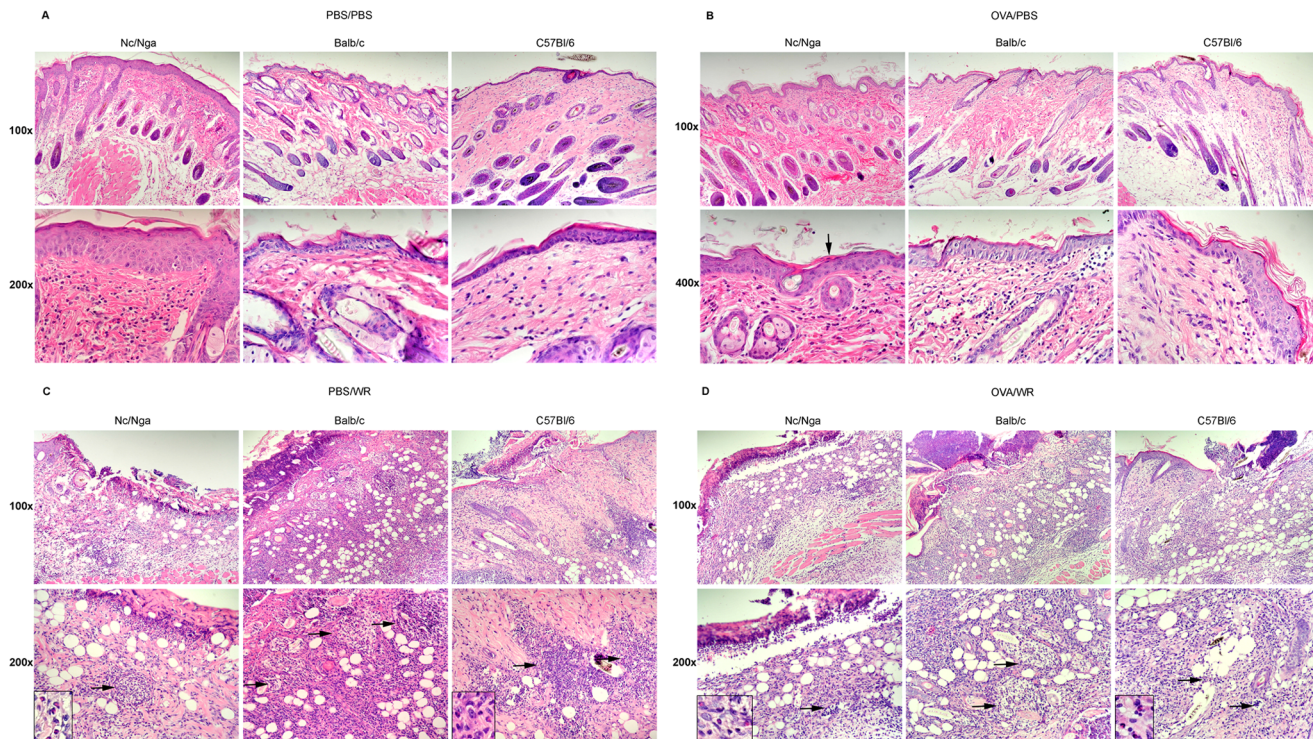 A PBS/PBS
Nc/Nga Balb/c C57Bl/6
100x
200x
B OVA/PBS
Nc/Nga Balb/c C57Bl/6
100x
400x
C PBS/WR
Nc/Nga Balb/c C57Bl/6
100x
200x
D OVA/WR
Nc/Nga Balb/c C57Bl/6
100x
200x